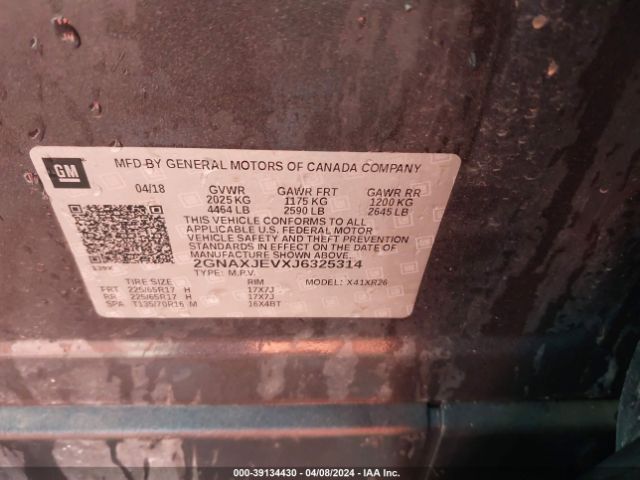 GM
MFD BY GENERAL MOTORS OF CANADA COMPANY
04/18 GVWR GAWR FRT GAWR RR
2025 KG 1175 KG 1200 KG
4464 LB 2590 LB 2645 LB
THIS VEHICLE CONFORMS TO ALL
APPLICABLE U.S. FEDERAL MOTOR
VEHICLE SAFETY AND THEFT PREVENTION
STANDARDS IN EFFECT ON THE DATE OF
MANUFACTURE SHOWN ABOVE.
2GNAXJEVXJ6325314
TYPE: M.P.V.
TIRE SIZE RIM MODEL: X41XR26
FRT 225/65R17 H 17X7J
RR 225/65R17 H 17X7J
SPA T135/70R16 M 16X4BT
000-39134430 - 04/08/2024 - IAA Inc.